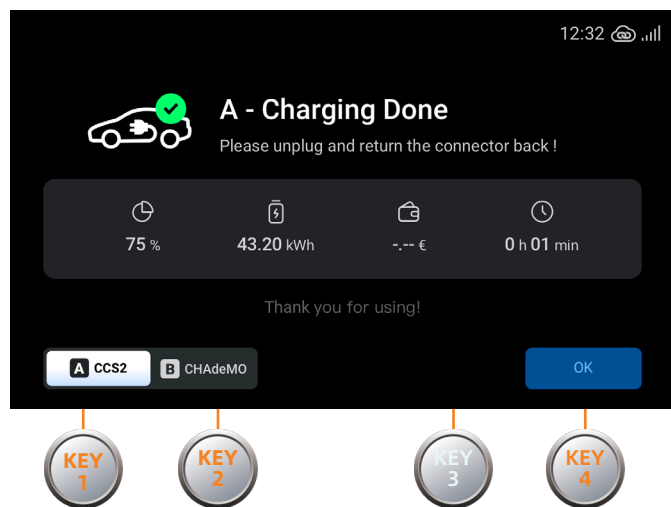 12:32
A - Charging Done
Please unplug and return the connector back !
75 % 43.20 kWh -.-- € 0 h 01 min
Thank you for using!
A CCS2 B CHAdeMO OK
KEY 1 KEY 2 KEY 3 KEY 4